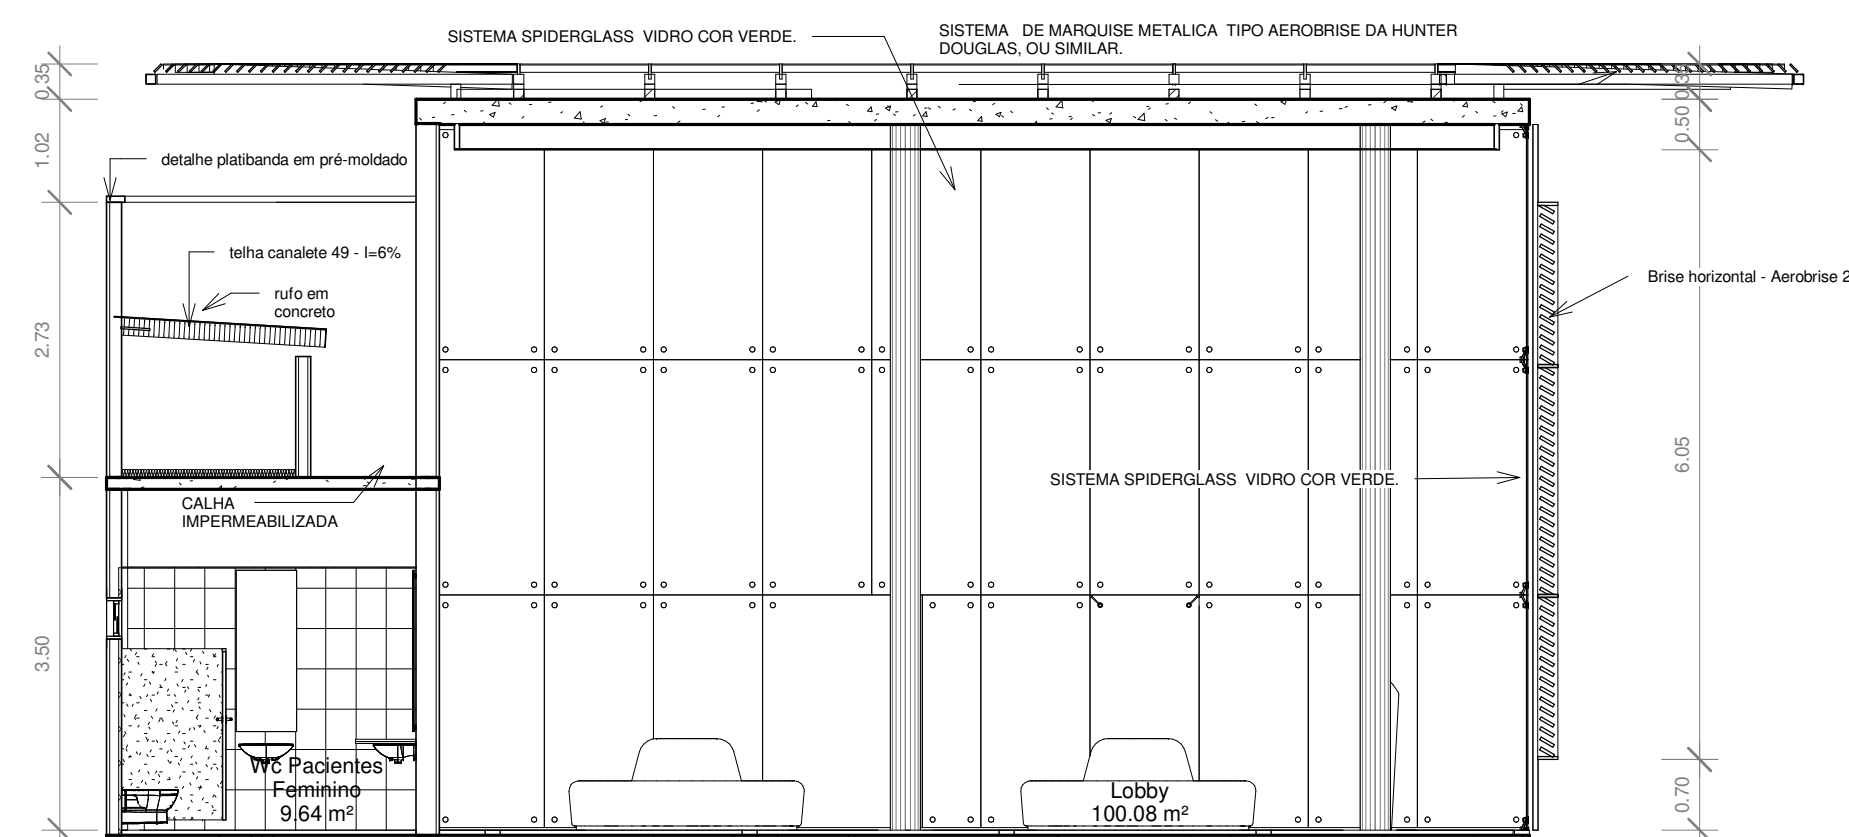 SISTEMA SPIDERGLASS VIDRO COR VERDE.
SISTEMA DE MARQUISE METALICA TIPO AEROBRISE DA HUNTER
DOUGLAS, OU SIMILAR.
0.35
1.02
2.73
3.50
detalhe platibanda em pré-moldado
telha canalete 49 - I=6%
rufo em
concreto
CALHA
IMPERMEABILIZADA
Wc Pacientes
Feminino
9.64 m²
SISTEMA SPIDERGLASS VIDRO COR VERDE.
Lobby
100.08 m²
Brise horizontal - Aerobrise 2
0.35
0.50
6.05
0.70